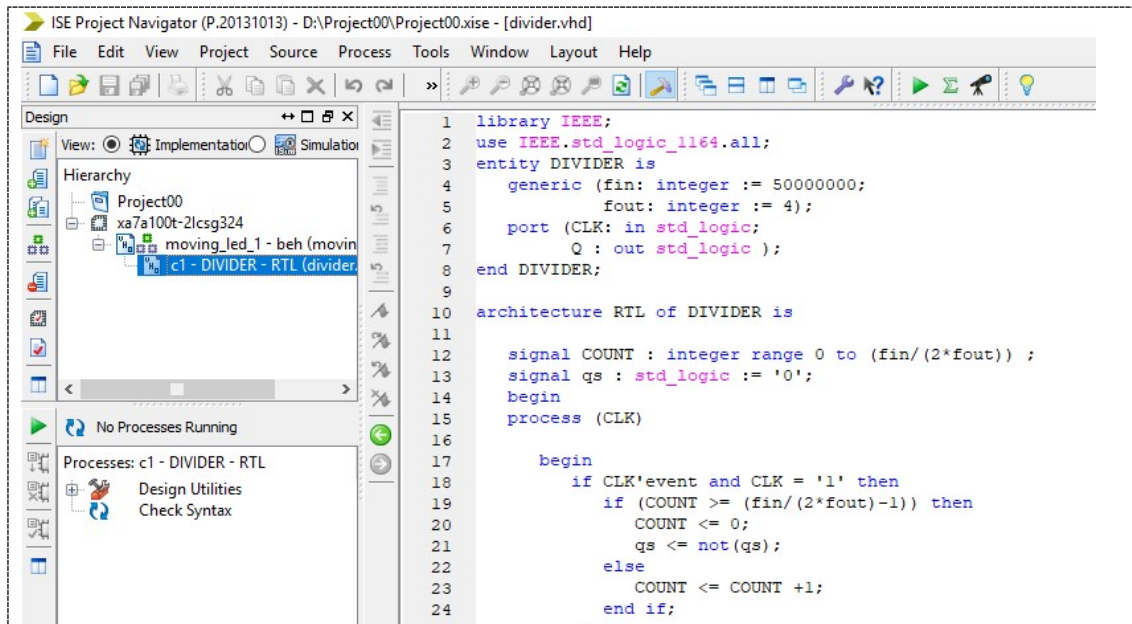 ISE Project Navigator (P.20131013) - D:\Project00\Project00.xise - [divider.vhd]
File Edit View Project Source Process Tools Window Layout Help
»
Design
View: Implementation Simulation
Hierarchy
Project00
xa7a100t-2lcsg324
moving_led_1 - beh (movin
c1 - DIVIDER - RTL (divider.
No Processes Running
Processes: c1 - DIVIDER - RTL
Design Utilities
Check Syntax
1 library IEEE;
2 use IEEE.std_logic_1164.all;
3 entity DIVIDER is
4 generic (fin: integer := 50000000;
5 fout: integer := 4);
6 port (CLK: in std_logic;
7 Q : out std_logic );
8 end DIVIDER;
9
10 architecture RTL of DIVIDER is
11
12 signal COUNT : integer range 0 to (fin/(2*fout)) ;
13 signal qs : std_logic := '0';
14 begin
15 process (CLK)
16
17 begin
18 if CLK'event and CLK = '1' then
19 if (COUNT >= (fin/(2*fout)-1)) then
20 COUNT <= 0;
21 qs <= not(qs);
22 else
23 COUNT <= COUNT +1;
24 end if;